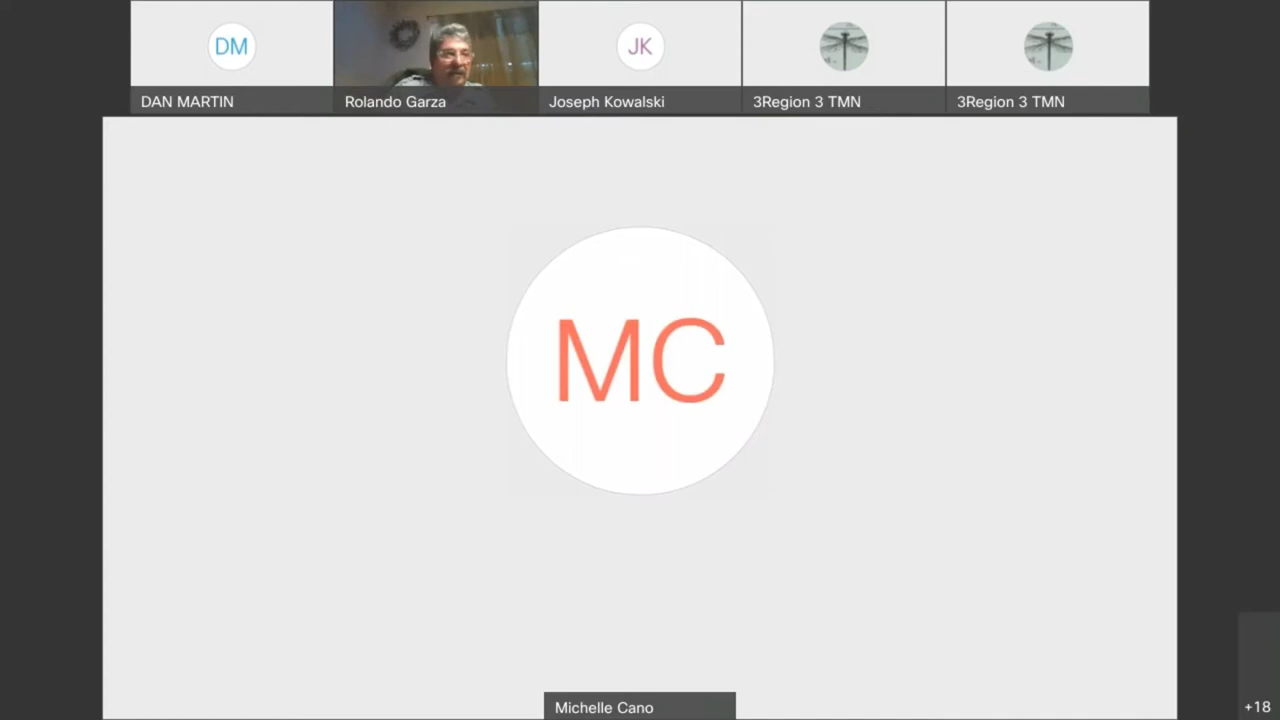 DM
JK
DAN MARTIN
Rolando Garza
Joseph Kowalski
3Region 3 TMN
3Region 3 TMN
MC
Michelle Cano
+18